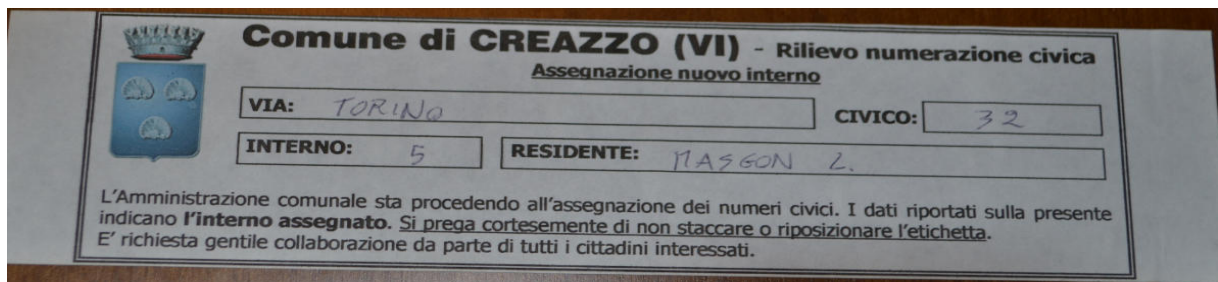 Comune di CREAZZO (VI) - Rilievo numerazione civica
Assegnazione nuovo interno
VIA: TORINO CIVICO: 32
INTERNO: 5 RESIDENTE: MASGON L.
L'Amministrazione comunale sta procedendo all'assegnazione dei numeri civici. I dati riportati sulla presente
indicano l'interno assegnato. Si prega cortesemente di non staccare o riposizionare l'etichetta.
E' richiesta gentile collaborazione da parte di tutti i cittadini interessati.